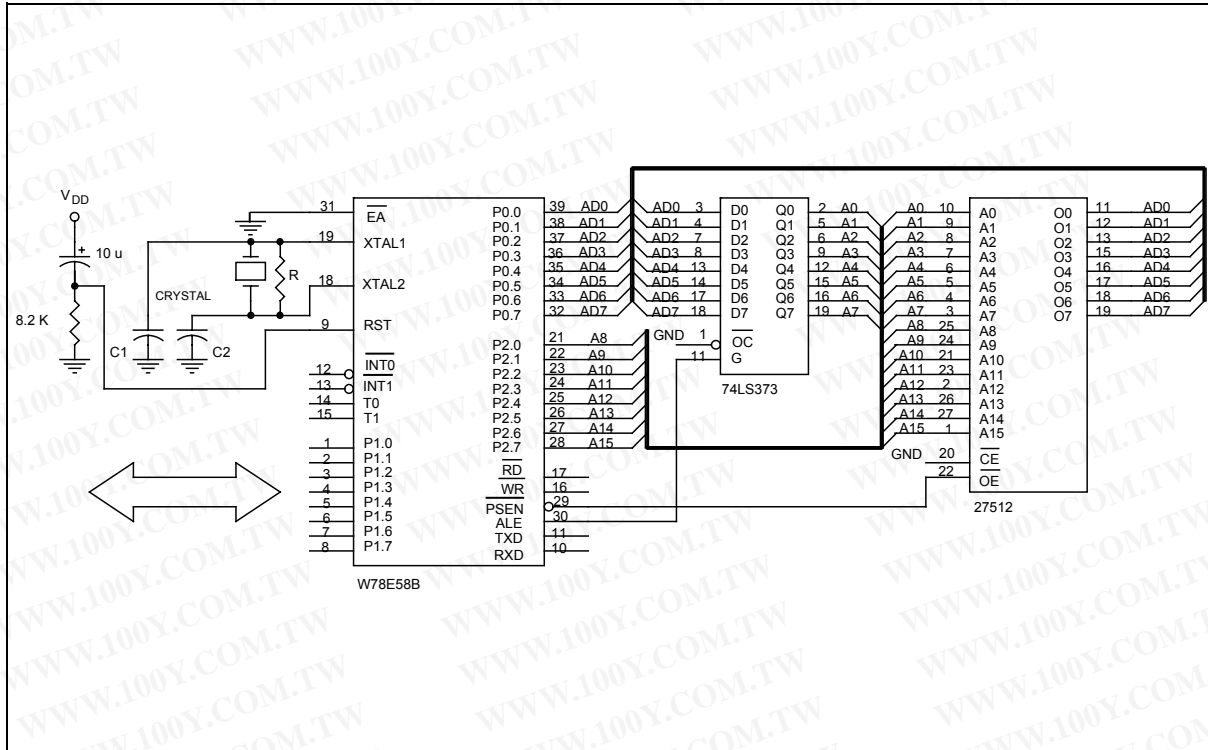 V DD
10 u
8.2 K
CRYSTAL
C1
C2
R
31 EA
19 XTAL1
18 XTAL2
9 RST
12 INT0
13 INT1
14 T0
15 T1
1 P1.0
2 P1.1
3 P1.2
4 P1.3
5 P1.4
6 P1.5
7 P1.6
8 P1.7
P0.0 39 AD0
P0.1 38 AD1
P0.2 37 AD2
P0.3 36 AD3
P0.4 35 AD4
P0.5 34 AD5
P0.6 33 AD6
P0.7 32 AD7
P2.0 21 A8
P2.1 22 A9
P2.2 23 A10
P2.3 24 A11
P2.4 25 A12
P2.5 26 A13
P2.6 27 A14
P2.7 28 A15
RD 17
WR 16
PSEN 29
ALE 30
TXD 11
RXD 10
W78E58B
AD0 3 D0 Q0 2 A0
AD1 4 D1 Q1 5 A1
AD2 7 D2 Q2 6 A2
AD3 8 D3 Q3 9 A3
AD4 13 D4 Q4 12 A4
AD5 14 D5 Q5 15 A5
AD6 17 D6 Q6 16 A6
AD7 18 D7 Q7 19 A7
GND 1 OC
11 G
74LS373
A0 10 A0 O0 11 AD0
A1 9 A1 O1 12 AD1
A2 8 A2 O2 13 AD2
A3 7 A3 O3 15 AD3
A4 6 A4 O4 16 AD4
A5 5 A5 O5 17 AD5
A6 4 A6 O6 18 AD6
A7 3 A7 O7 19 AD7
A8 25 A8
A9 24 A9
A10 21 A10
A11 23 A11
A12 2 A12
A13 26 A13
A14 27 A14
A15 1 A15
GND 20 CE
22 OE
27512
WWW.100Y.COM.TW